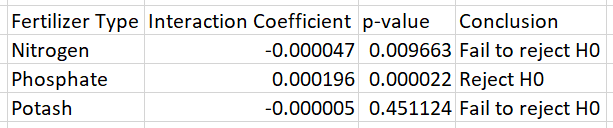 Fertilizer Type Interaction Coefficient p-value Conclusion
Nitrogen -0.000047 0.009663 Fail to reject H0
Phosphate 0.000196 0.000022 Reject H0
Potash -0.000005 0.451124 Fail to reject H0